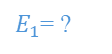 E₁= ?